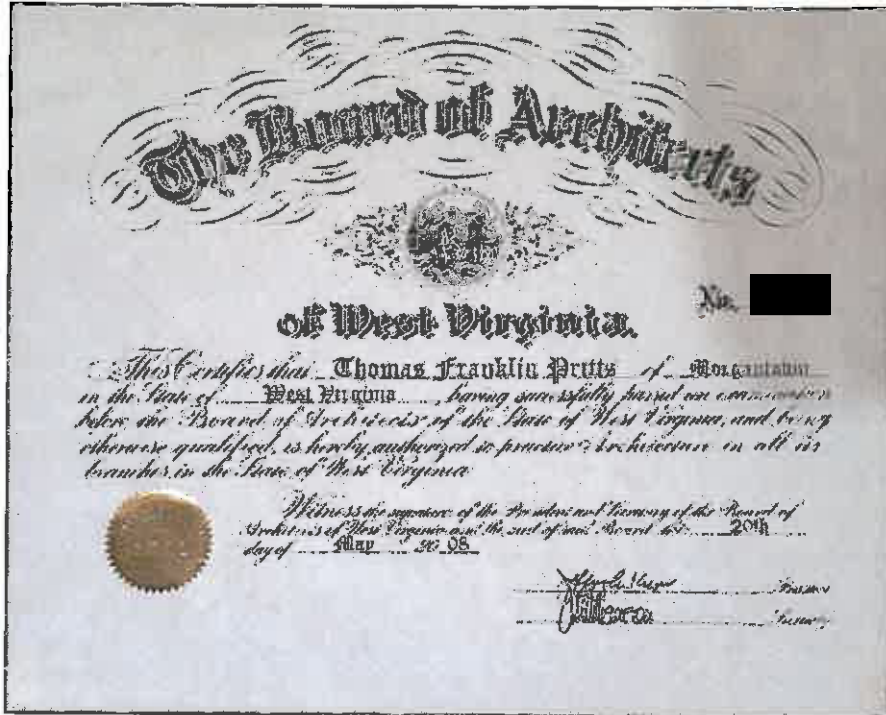 The Board of Architects
of West Virginia.
No.
This Certifies that Thomas Franklin Pritts of Morgantown
in the State of West Virginia, having successfully passed an examination
before the Board of Architects of the State of West Virginia, and being
otherwise qualified, is hereby authorized to practice Architecture in all its
branches in the State of West Virginia
Witness the signature of the President and Secretary of the Board of
Architects of West Virginia and the seal of said Board this 20th
day of May 20 08
President
Secretary